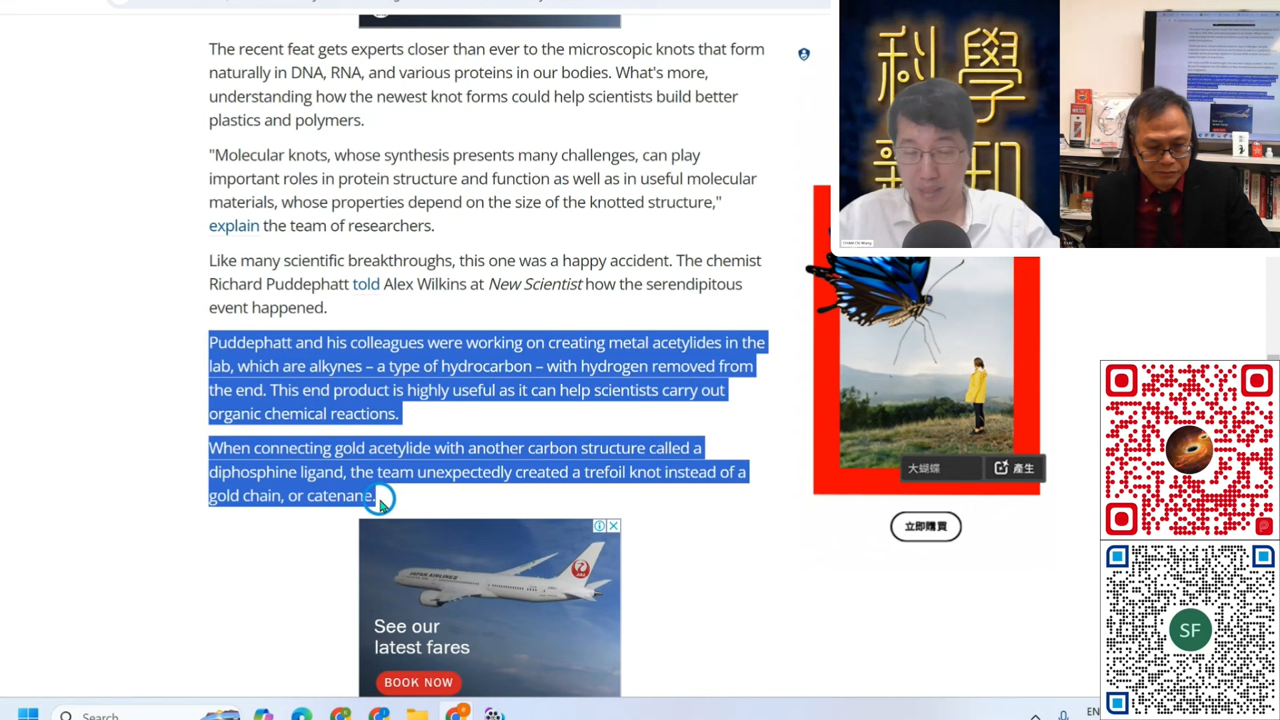 The recent feat gets experts closer than ever to the microscopic knots that form
naturally in DNA, RNA, and various proteins in our bodies. What's more,
understanding how the newest knot
plastics and polymers.
"Molecular knots, whose synthesis presents many challenges, can play
important roles in protein structure and function as well as in useful molecular
materials, whose properties depend on the size of the knotted structure,"
explain the team of researchers.
Like many scientific breakthroughs, this one was a happy accident. The chemist
Richard Puddephatt told Alex Wilkins at New Scientist how the serendipitous
event happened.
Puddephatt and his colleagues were working on creating metal acetylides in the
lab, which are alkynes – a type of hydrocarbon – with hydrogen removed from
the end. This end product is highly useful as it can help scientists carry out
organic chemical reactions.
When connecting gold acetylide with another carbon structure called a
diphosphine ligand, the team unexpectedly created a trefoil knot instead of a
gold chain, or catenane.
JAPAN AIRLINES
JAL
See our
latest fares
BOOK NOW
科學
新知
大蝴蝶
產生
立即購買
SF
Search
EN